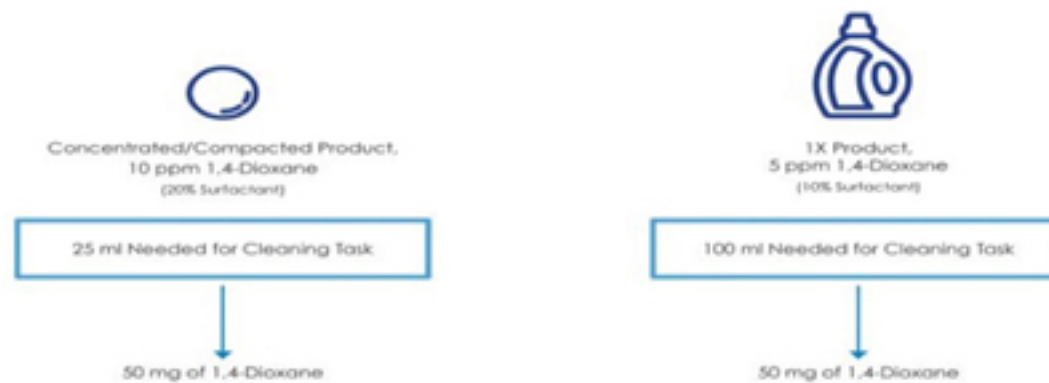 Concentrated/Compacted Product,
10 ppm 1,4-Dioxane
(20% Surfactant)
25 ml Needed for Cleaning Task
50 mg of 1,4-Dioxane
1X Product,
5 ppm 1,4-Dioxane
(10% Surfactant)
100 ml Needed for Cleaning Task
50 mg of 1,4-Dioxane